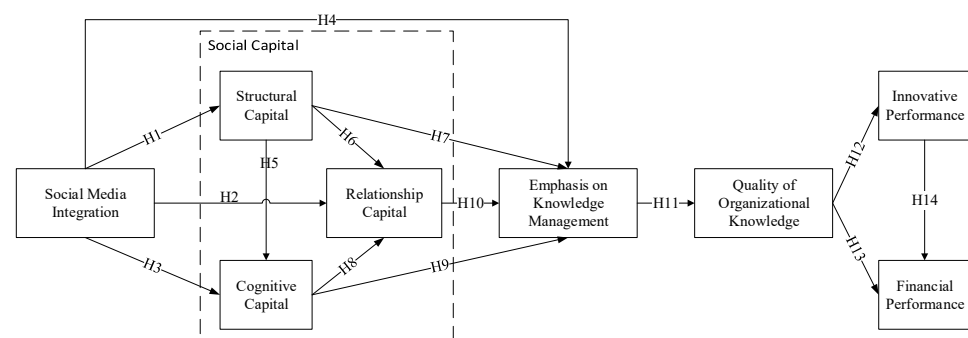 H4
Social Capital
Structural
Capital
Innovative
Performance
H1
H6
H7
H12
H5
Social Media
Integration
H2
Relationship
Capital
H10
Emphasis on
Knowledge
Management
H11
Quality of
Organizational
Knowledge
H14
H3
H8
H9
H13
Cognitive
Capital
Financial
Performance